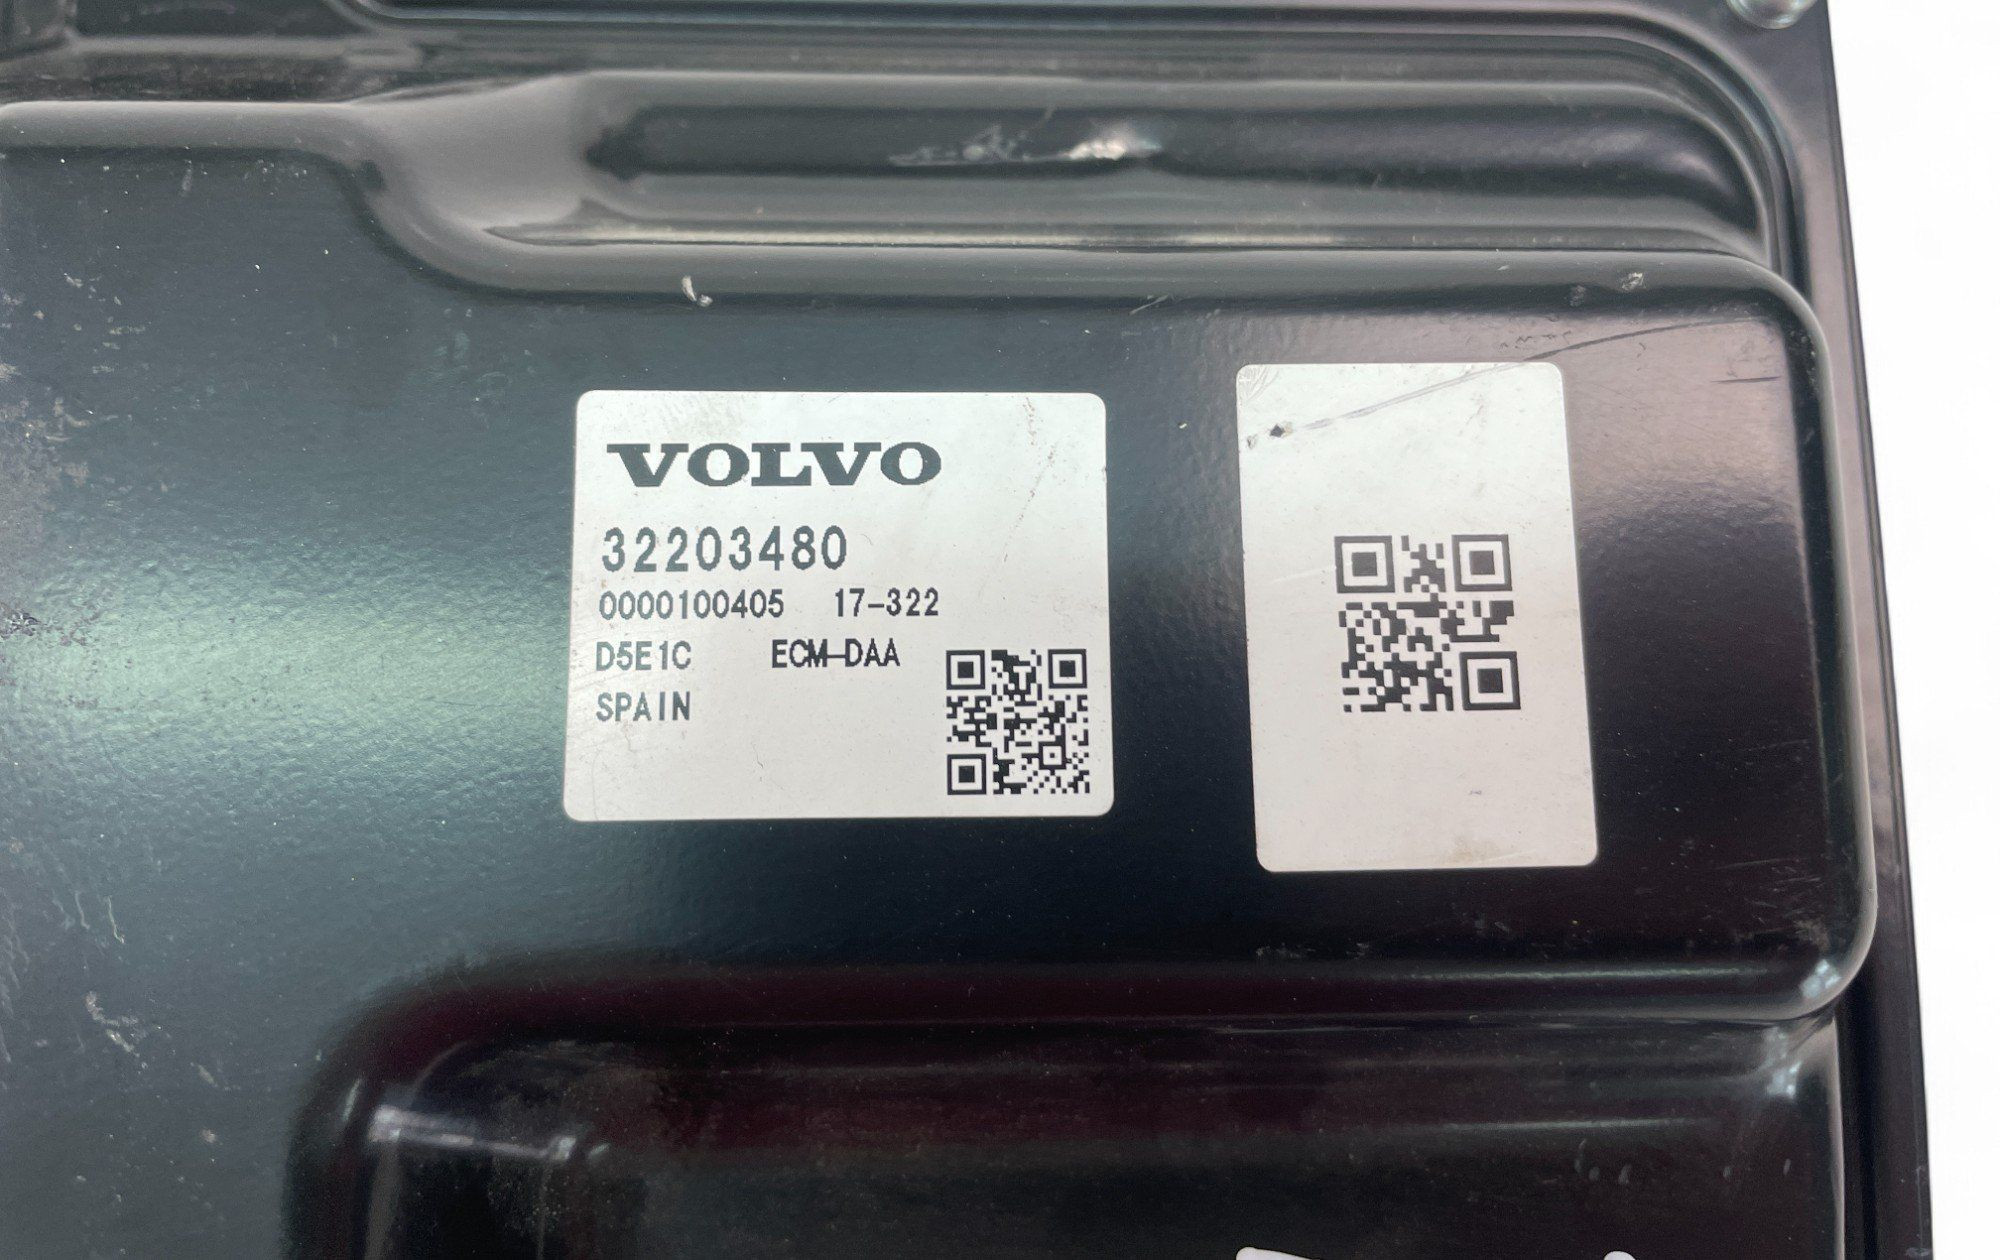 VOLVO
32203480
0000100405 17-322
D5E1C ECM-DAA
SPAIN